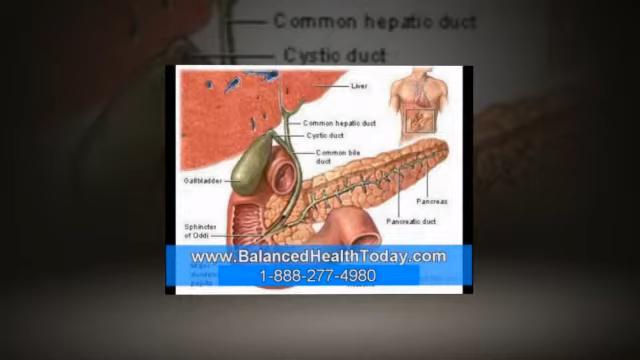 Common hepatic duct
Cystic duct
Liver
Common hepatic duct
Cystic duct
Common bile
duct
Gallbladder
Pancreas
Pancreatic duct
Sphincter
of Oddi
www.BalancedHealthToday.com
1-888-277-4980